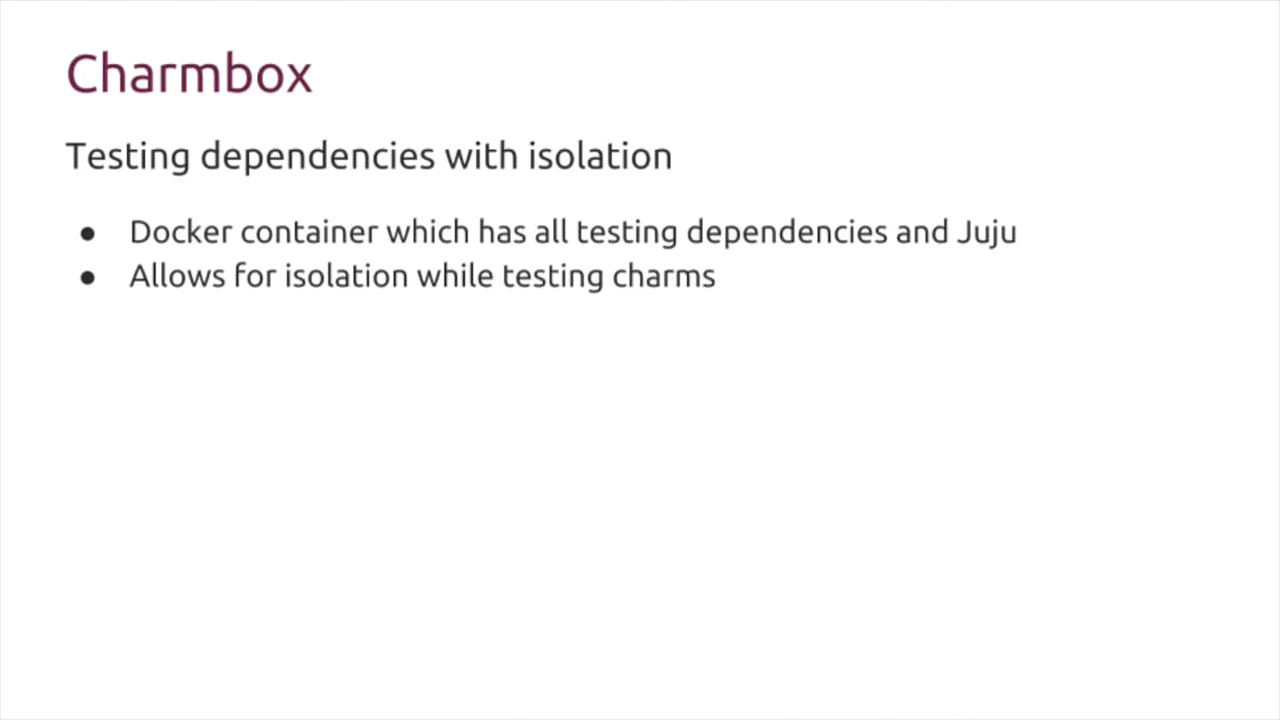 Charmbox
Testing dependencies with isolation
● Docker container which has all testing dependencies and Juju
● Allows for isolation while testing charms